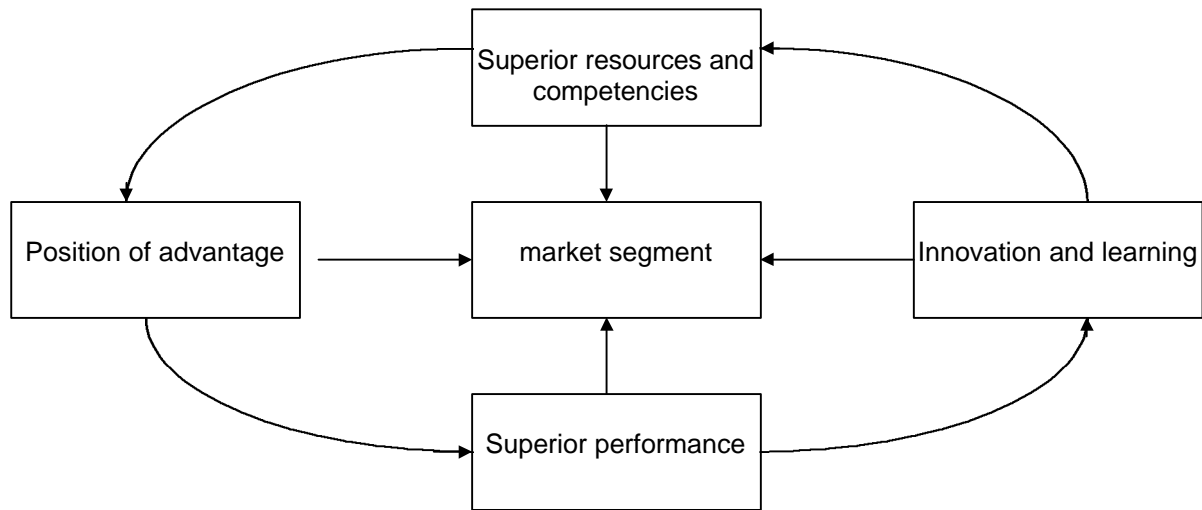 Superior resources and
competencies
Position of advantage
market segment
Innovation and learning
Superior performance